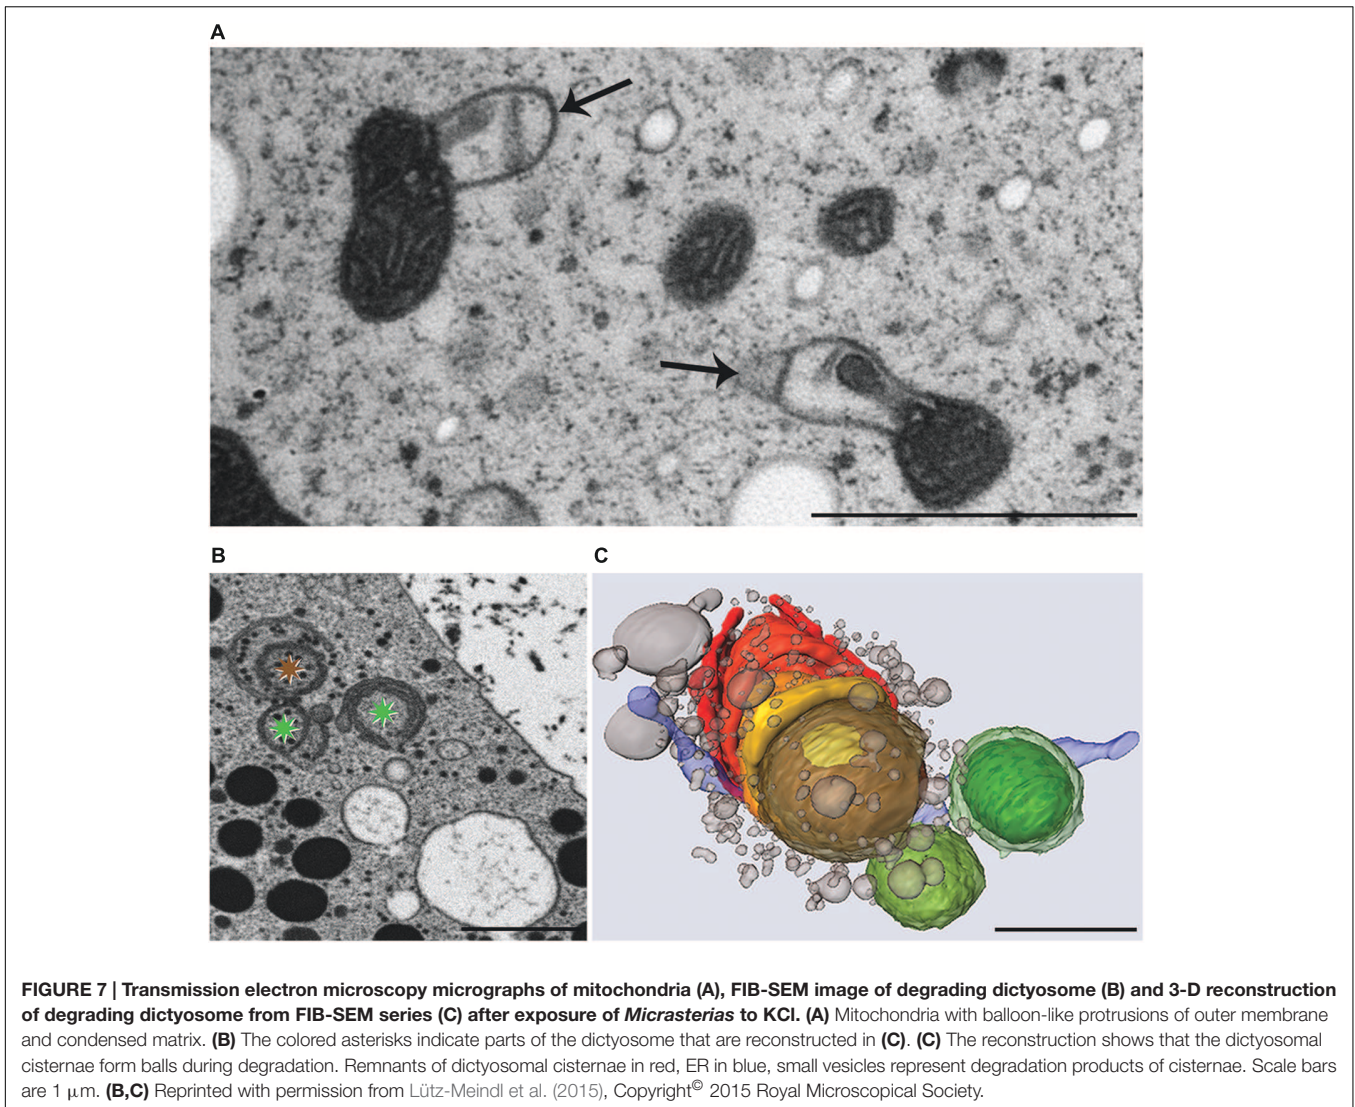 A
B
C
FIGURE 7 | Transmission electron microscopy micrographs of mitochondria (A), FIB-SEM image of degrading dictyosome (B) and 3-D reconstruction
of degrading dictyosome from FIB-SEM series (C) after exposure of Micrasterias to KCl. (A) Mitochondria with balloon-like protrusions of outer membrane
and condensed matrix. (B) The colored asterisks indicate parts of the dictyosome that are reconstructed in (C). (C) The reconstruction shows that the dictyosomal
cisternae form balls during degradation. Remnants of dictyosomal cisternae in red, ER in blue, small vesicles represent degradation products of cisternae. Scale bars
are 1 μm. (B,C) Reprinted with permission from Lütz-Meindl et al. (2015), Copyright© 2015 Royal Microscopical Society.